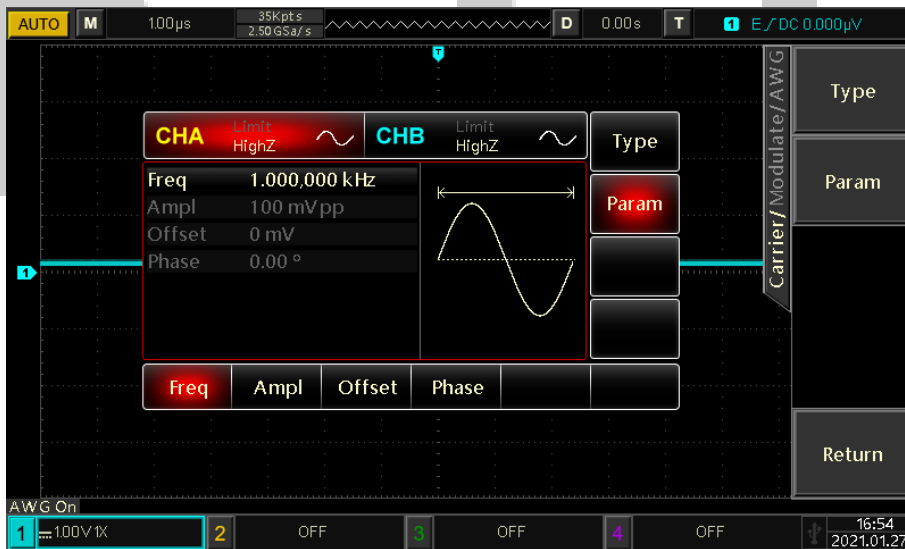 AUTO M 1.00μs 35Kpts D 0.00s T 1 E DC 0.000μV
2.50GSa/s
T
Carrier/Modulate/AWG
Type
Param
Return
CHA Limit CHB Limit Type
HighZ HighZ
Freq 1.000,000 kHz
Ampl 100 mVpp
Param
Offset 0 mV
Phase 0.00 °
1
Freq Ampl Offset Phase
AWG On
1 1.00V 1X 2 OFF 3 OFF 4 OFF 16:54
2021.01.27